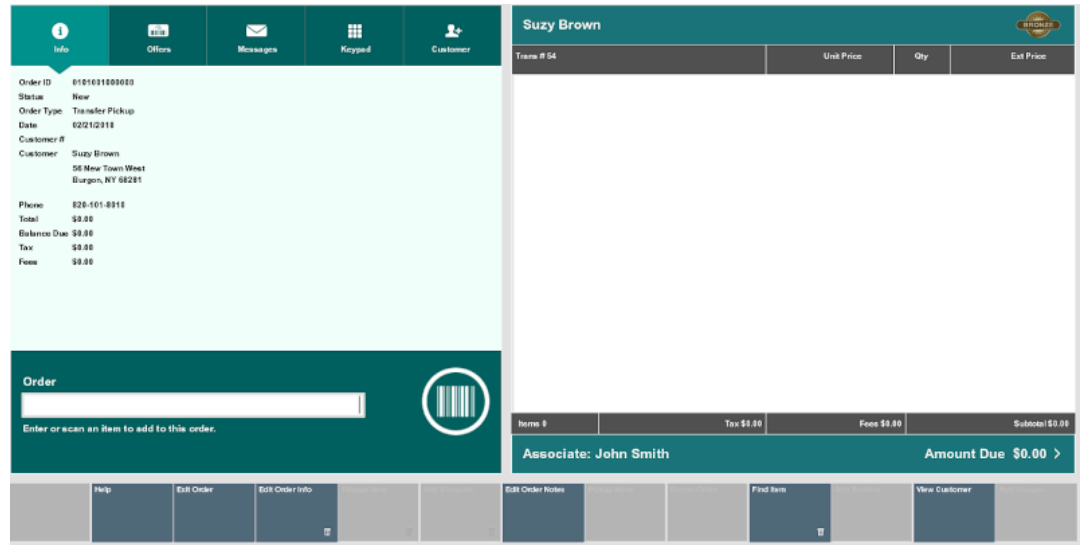 Info
Offers
Messages
Keypad
Customer
Order ID
Status New
Order Type Transfer Pickup
Date 02/21/2018
Customer #
Customer Suzy Brown
56 New Town West
Burgon, NY 68281
Phone 820-101-8018
Total $0.00
Balance Due $0.00
Tax $0.00
Fees $0.00
Order
Enter or scan an item to add to this order.
Suzy Brown
BRONZE
Trans # 54 Unit Price Qty Ext Price
Items 0 Tax $0.00 Fees $0.00 Subtotal $0.00
Associate: John Smith Amount Due $0.00 >
Help
Exit Order
Edit Order Info
Edit Order Notes
Find Item
View Customer